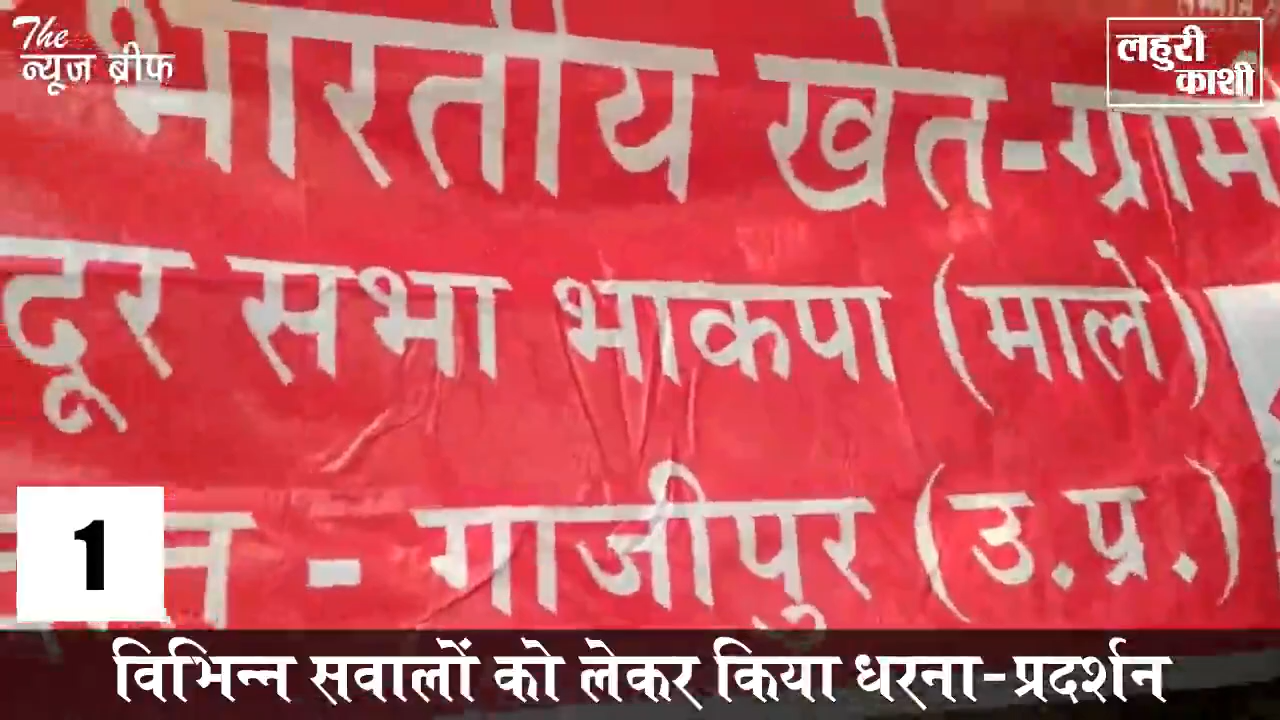 The
न्यूज ब्रीफ
लहुरी
काशी
भारतीय खेत-ग्राम
दूर सभा भाकपा (माले)
- गाजीपुर (उ.प्र.)
1
विभिन्न सवालों को लेकर किया धरना-प्रदर्शन